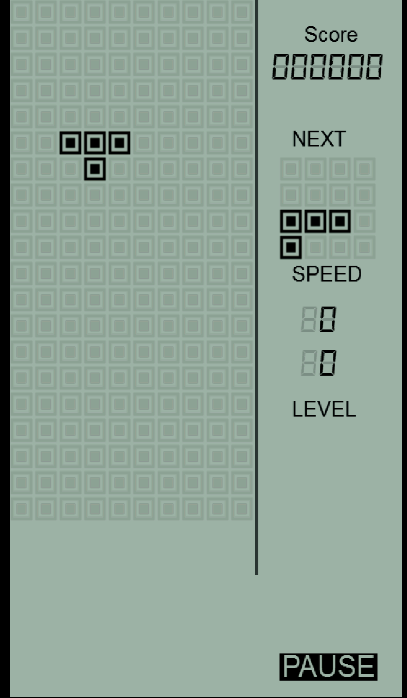 Score
000000
NEXT
SPEED
0
0
LEVEL
PAUSE